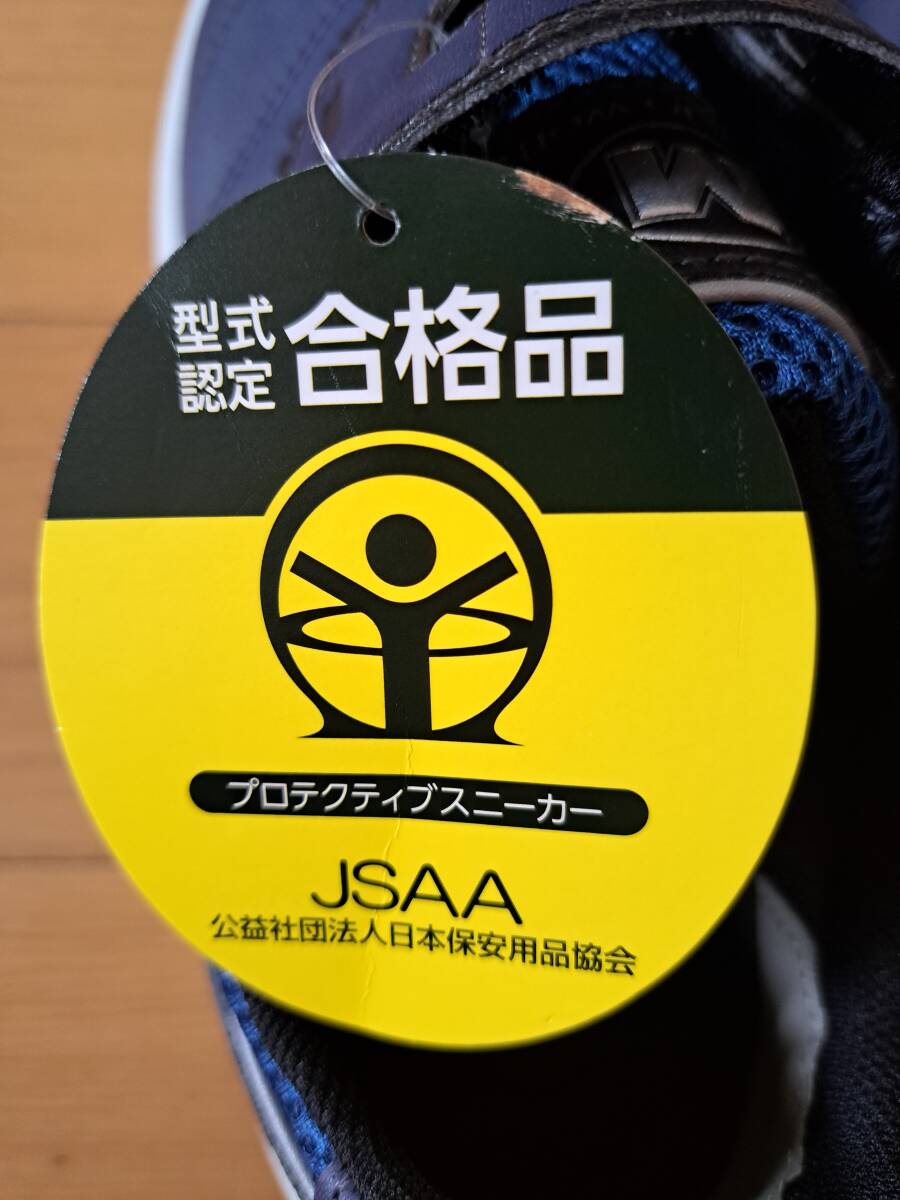 型式
認定
合格品
プロテクティブスニーカー
JSAA
公益社団法人日本保安用品協会